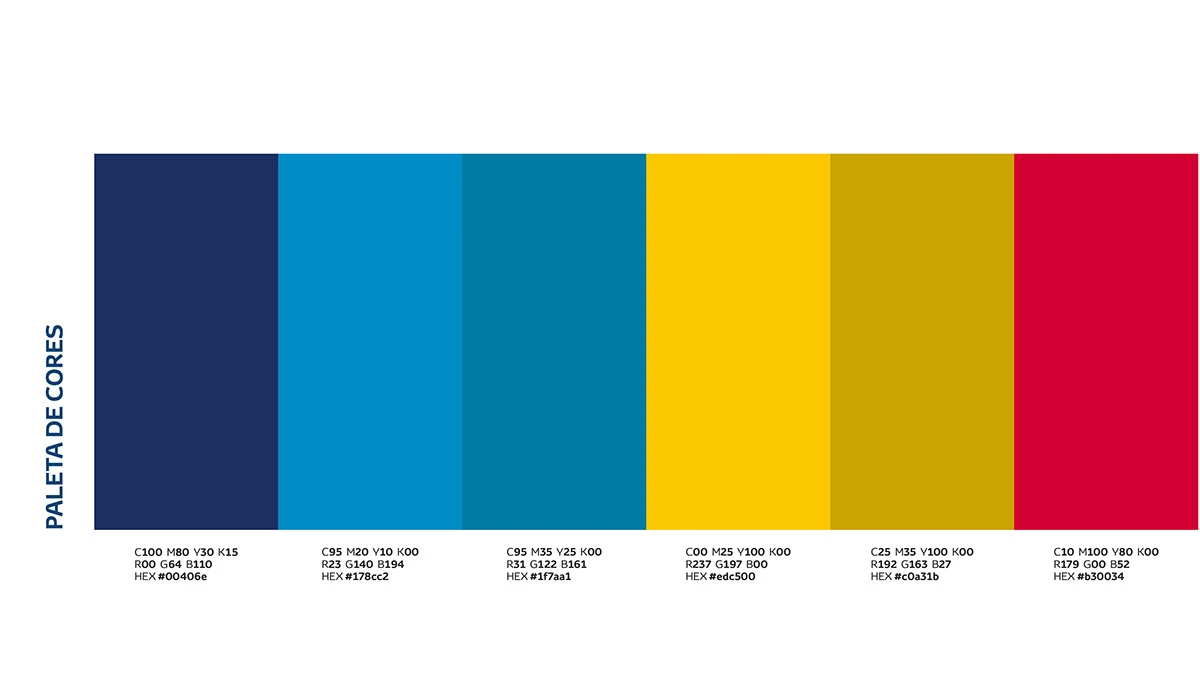 PALETA DE CORES
C100 M80 Y30 K15
R00 G64 B110
HEX #00406e
C95 M20 Y10 K00
R23 G140 B194
HEX #178cc2
C95 M35 Y25 K00
R31 G122 B161
HEX #1f7aa1
C00 M25 Y100 K00
R237 G197 B00
HEX #edc500
C25 M35 Y100 K00
R192 G163 B27
HEX #c0a31b
C10 M100 Y80 K00
R179 G00 B52
HEX #b30034